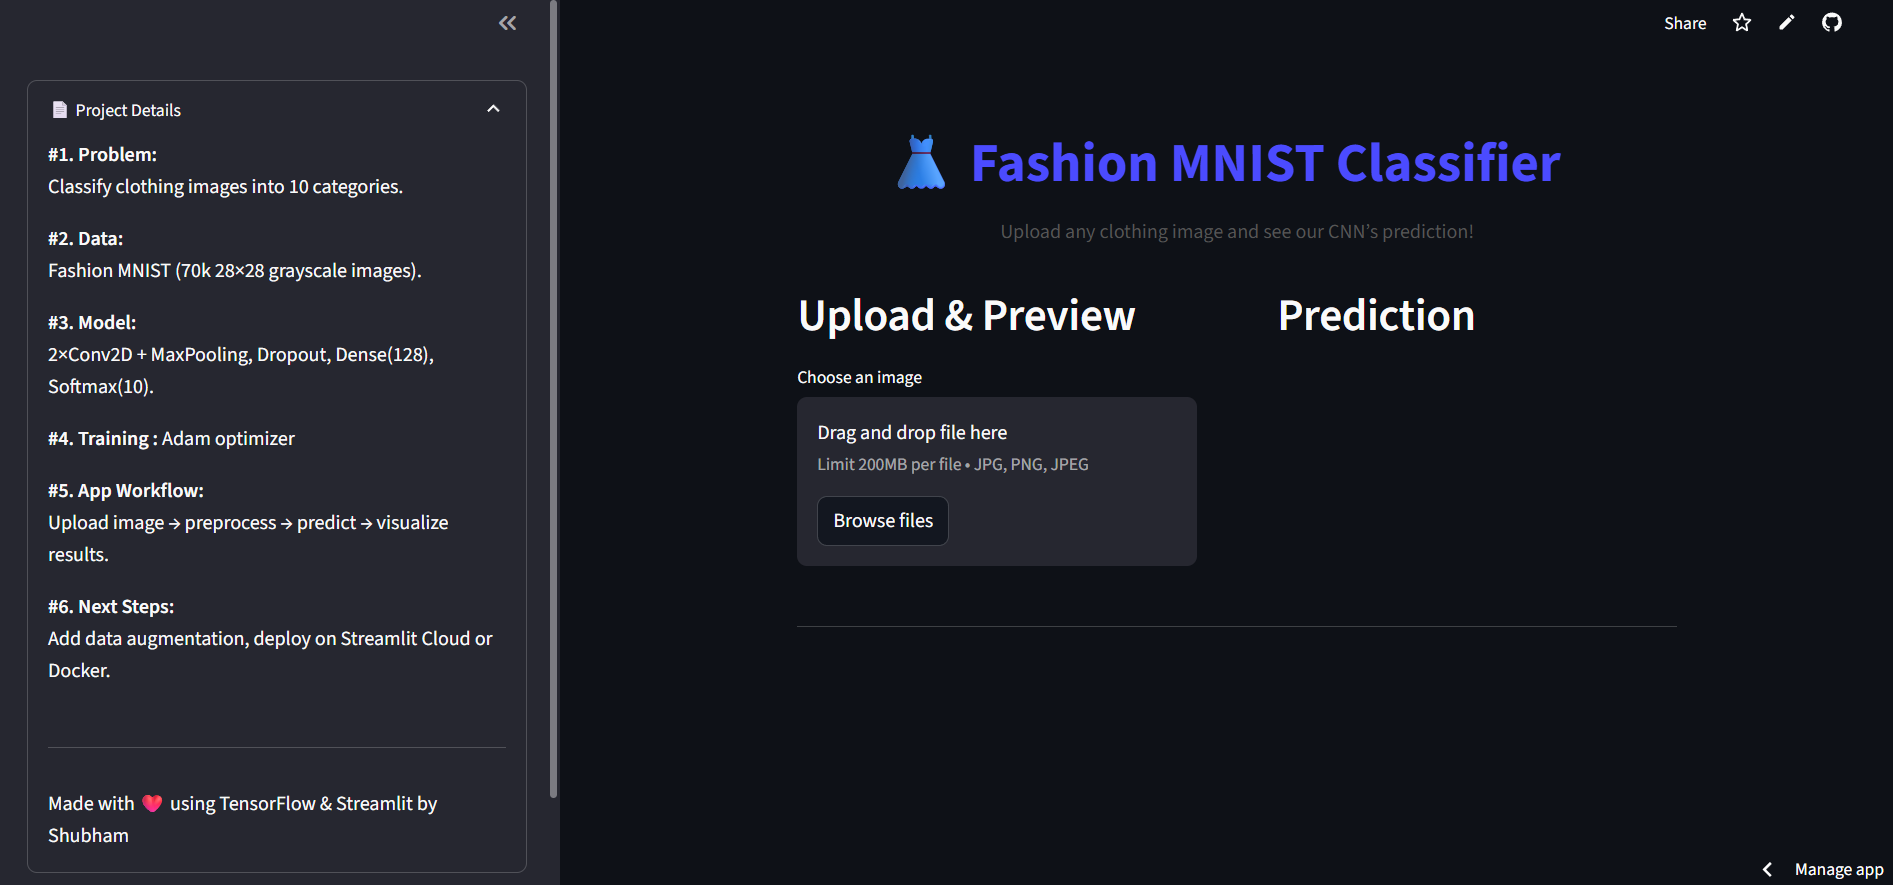 Project Details
#1. Problem:
Classify clothing images into 10 categories.
#2. Data:
Fashion MNIST (70k 28×28 grayscale images).
#3. Model:
2×Conv2D + MaxPooling, Dropout, Dense(128),
Softmax(10).
#4. Training : Adam optimizer
#5. App Workflow:
Upload image → preprocess → predict → visualize
results.
#6. Next Steps:
Add data augmentation, deploy on Streamlit Cloud or
Docker.
Made with ❤️ using TensorFlow & Streamlit by
Shubham
Share
Fashion MNIST Classifier
Upload any clothing image and see our CNN’s prediction!
Upload & Preview
Choose an image
Drag and drop file here
Limit 200MB per file • JPG, PNG, JPEG
Browse files
Prediction
Manage app